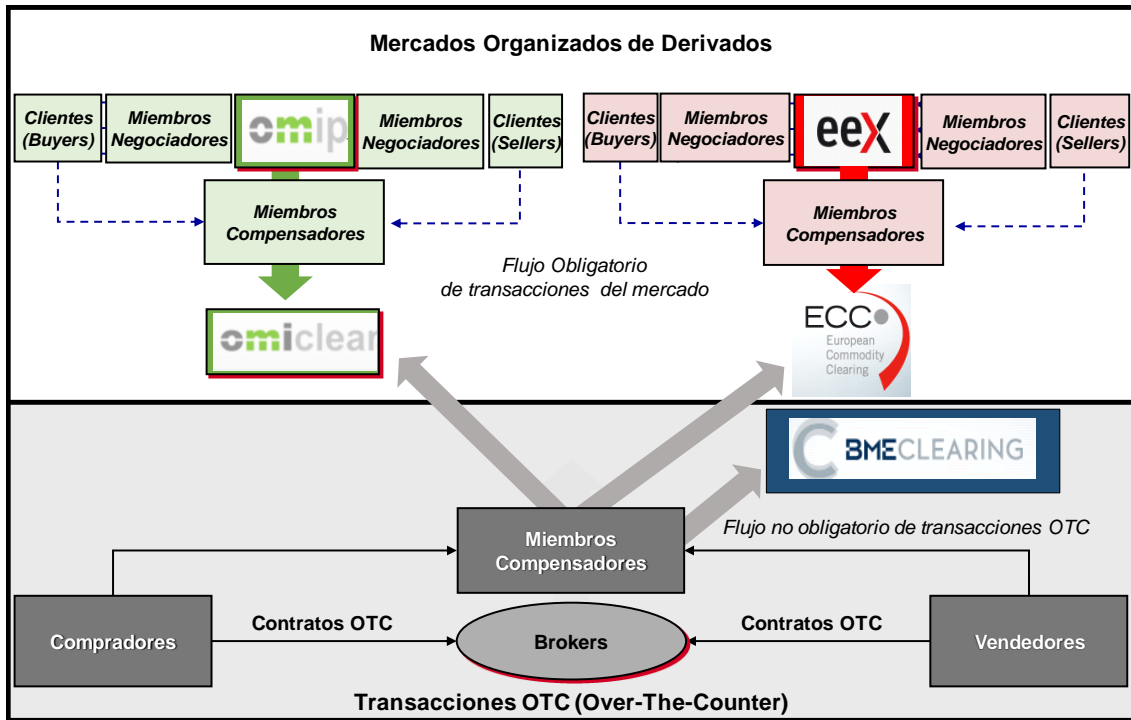 Mercados Organizados de Derivados
Clientes
(Buyers)
Miembros
Negociadores
omip
Miembros
Negociadores
Clientes
(Sellers)
Clientes
(Buyers)
Miembros
Negociadores
eex
Miembros
Negociadores
Clientes
(Sellers)
Miembros
Compensadores
Miembros
Compensadores
Flujo Obligatorio
de transacciones del mercado
omiclear
ECC
European
Commodity
Clearing
BMECLEARING
Flujo no obligatorio de transacciones OTC
Miembros
Compensadores
Compradores
Contratos OTC
Brokers
Contratos OTC
Vendedores
Transacciones OTC (Over-The-Counter)